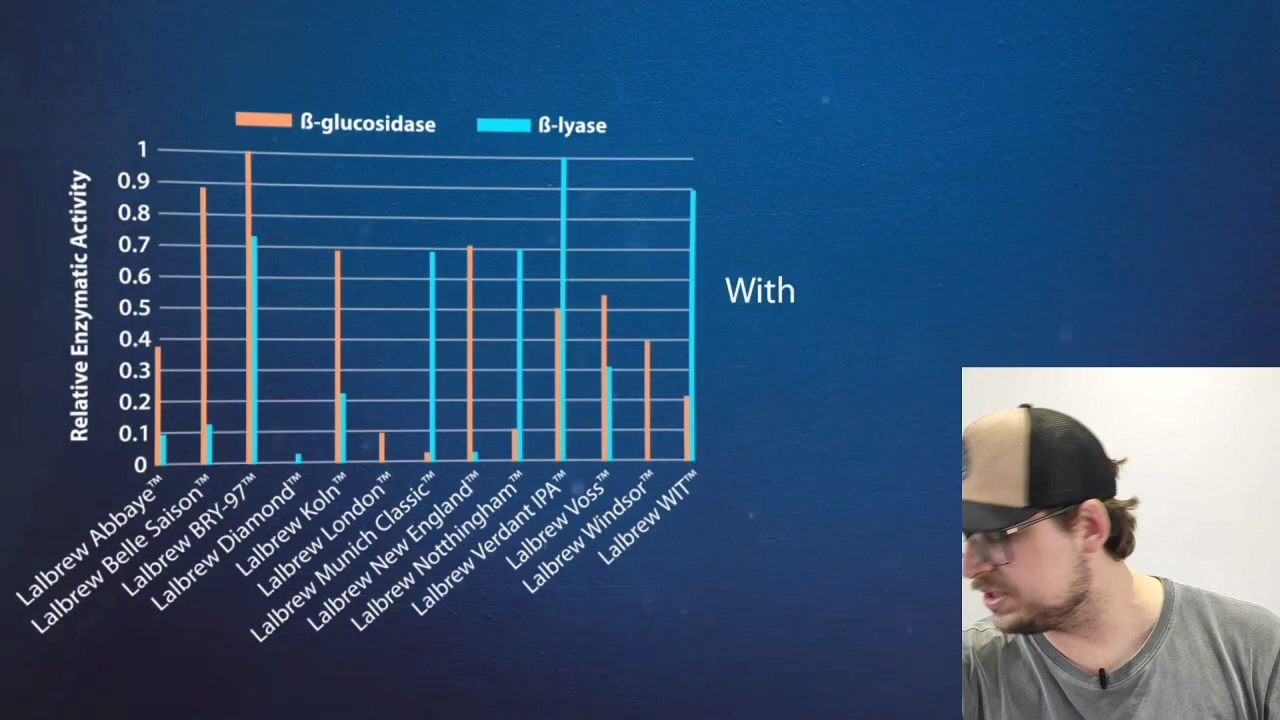 ß-glucosidase ß-lyase
1
0.9
0.8
0.7
0.6
0.5
0.4
0.3
0.2
0.1
0
Relative Enzymatic Activity
With
Lalbrew Abbaye™
Lalbrew Belle Saison™
Lalbrew BRY-97™
Lalbrew Diamond™
Lalbrew Koln™
Lalbrew London™
Lalbrew Munich Classic™
Lalbrew New England™
Lalbrew Notthingham™
Lalbrew Verdant IPA™
Lalbrew Voss™
Lalbrew Windsor™
Lalbrew WIT™